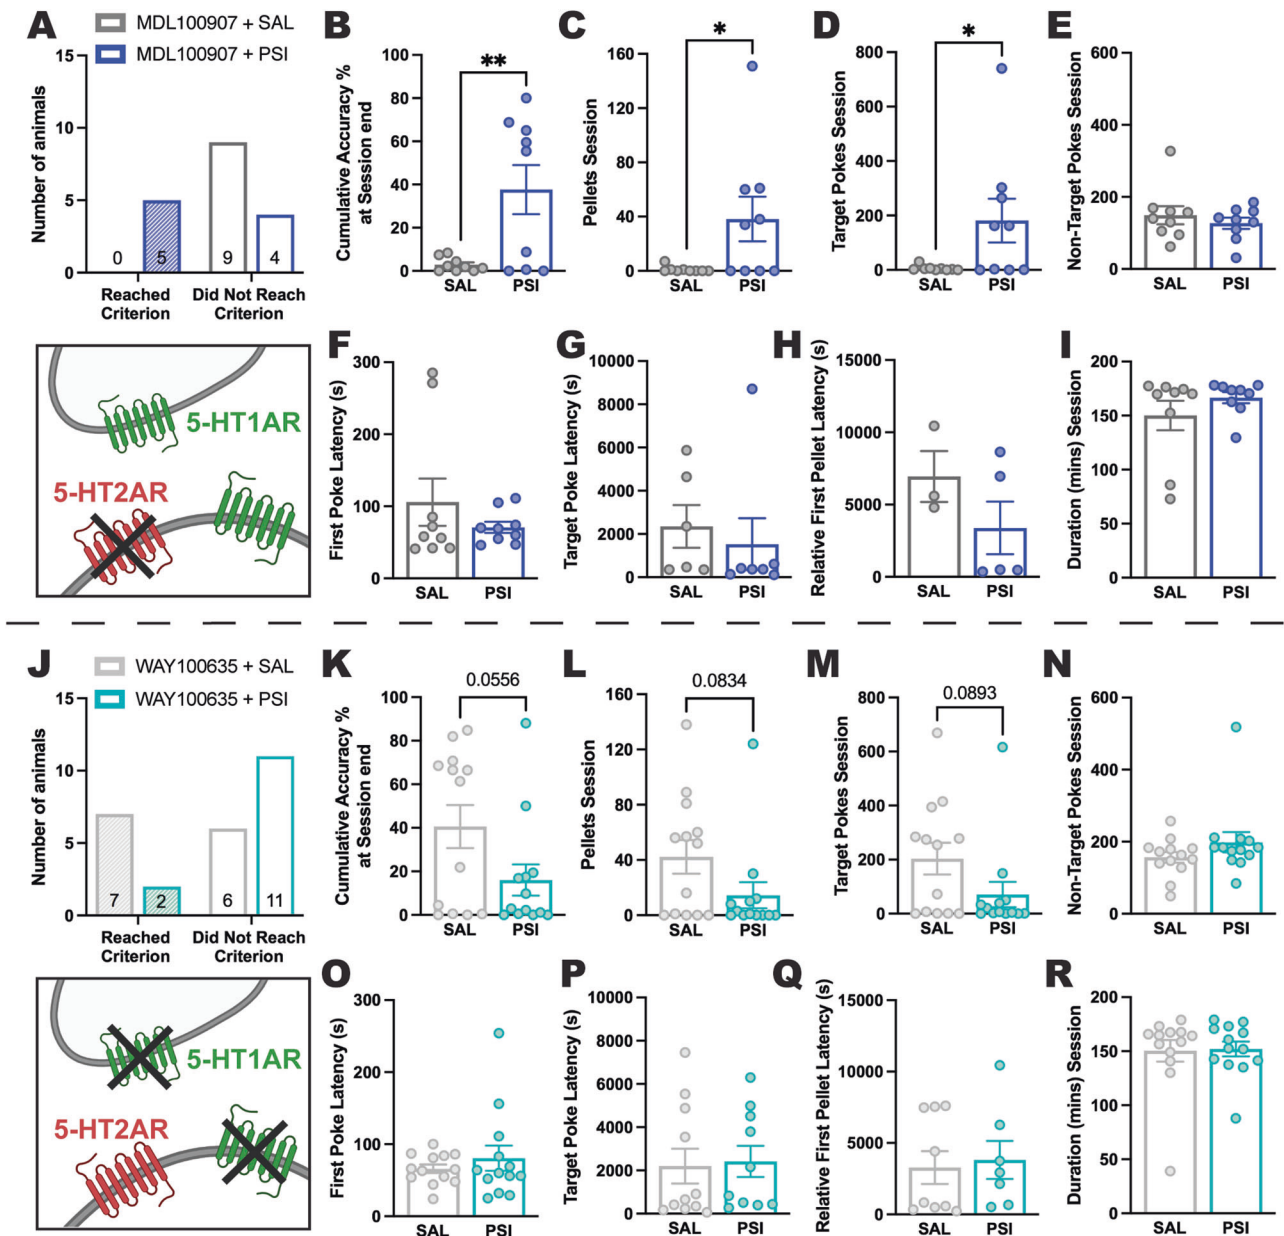 A
MDL100907 + SAL
MDL100907 + PSI
Number of animals
15
10
5
0
0
5
9
4
Reached
Criterion
Did Not Reach
Criterion
B
Cumulative Accuracy %
at Session end
100
80
60
40
20
0
**
SAL
PSI
C
Pellets Session
160
120
80
40
0
*
SAL
PSI
D
Target Pokes Session
800
600
400
200
0
*
SAL
PSI
E
Non-Target Pokes Session
600
400
200
0
SAL
PSI
5-HT1AR
5-HT2AR
F
First Poke Latency (s)
300
200
100
0
SAL
PSI
G
Target Poke Latency (s)
10000
8000
6000
4000
2000
0
SAL
PSI
H
Relative First Pellet Latency (s)
15000
10000
5000
0
SAL
PSI
I
Duration (mins) Session
200
150
100
50
0
SAL
PSI
J
WAY100635 + SAL
WAY100635 + PSI
Number of animals
15
10
5
0
7
2
6
11
Reached
Criterion
Did Not Reach
Criterion
K
Cumulative Accuracy %
at Session end
100
80
60
40
20
0
0.0556
SAL
PSI
L
Pellets Session
160
120
80
40
0
0.0834
SAL
PSI
M
Target Pokes Session
800
600
400
200
0
0.0893
SAL
PSI
N
Non-Target Pokes Session
600
400
200
0
SAL
PSI
5-HT1AR
5-HT2AR
O
First Poke Latency (s)
300
200
100
0
SAL
PSI
P
Target Poke Latency (s)
10000
8000
6000
4000
2000
0
SAL
PSI
Q
Relative First Pellet Latency (s)
15000
10000
5000
0
SAL
PSI
R
Duration (mins) Session
200
150
100
50
0
SAL
PSI